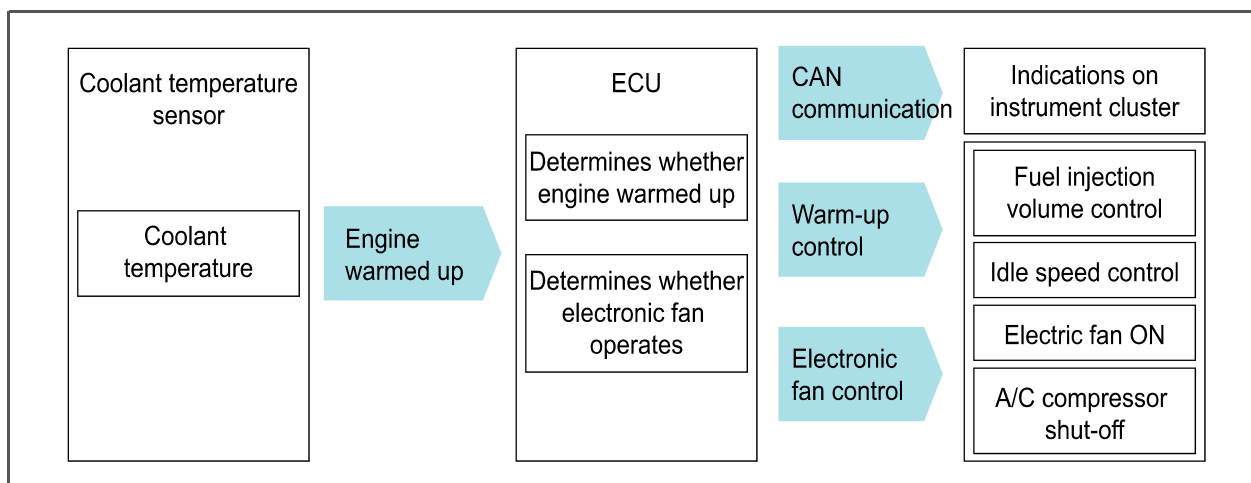 Coolant temperature
sensor
Coolant
temperature
Engine
warmed up
ECU
Determines whether
engine warmed up
Determines whether
electronic fan
operates
CAN
communication
Warm-up
control
Electronic
fan control
Indications on
instrument cluster
Fuel injection
volume control
Idle speed control
Electric fan ON
A/C compressor
shut-off